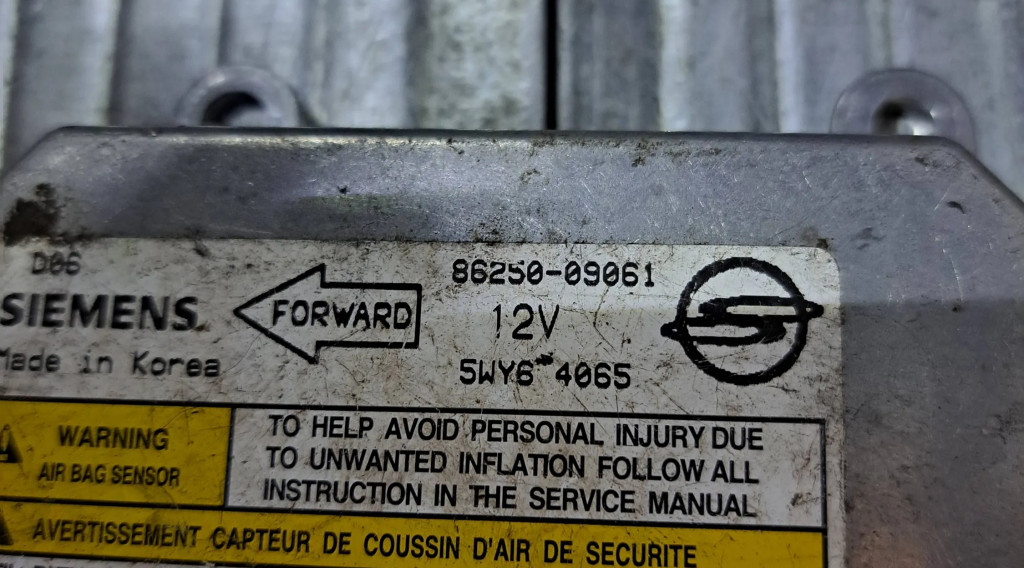 D06
SIEMENS
Made in Korea
FORWARD
86250-09061
12V
5WY6 4065
WARNING
AIR BAG SENSOR
TO HELP AVOID PERSONAL INJURY DUE
TO UNWANTED INFLATION FOLLOW ALL
INSTRUCTION IN THE SERVICE MANUAL
AVERTISSEMENT CAPTEUR DE COUSSIN D'AIR DE SECURITE